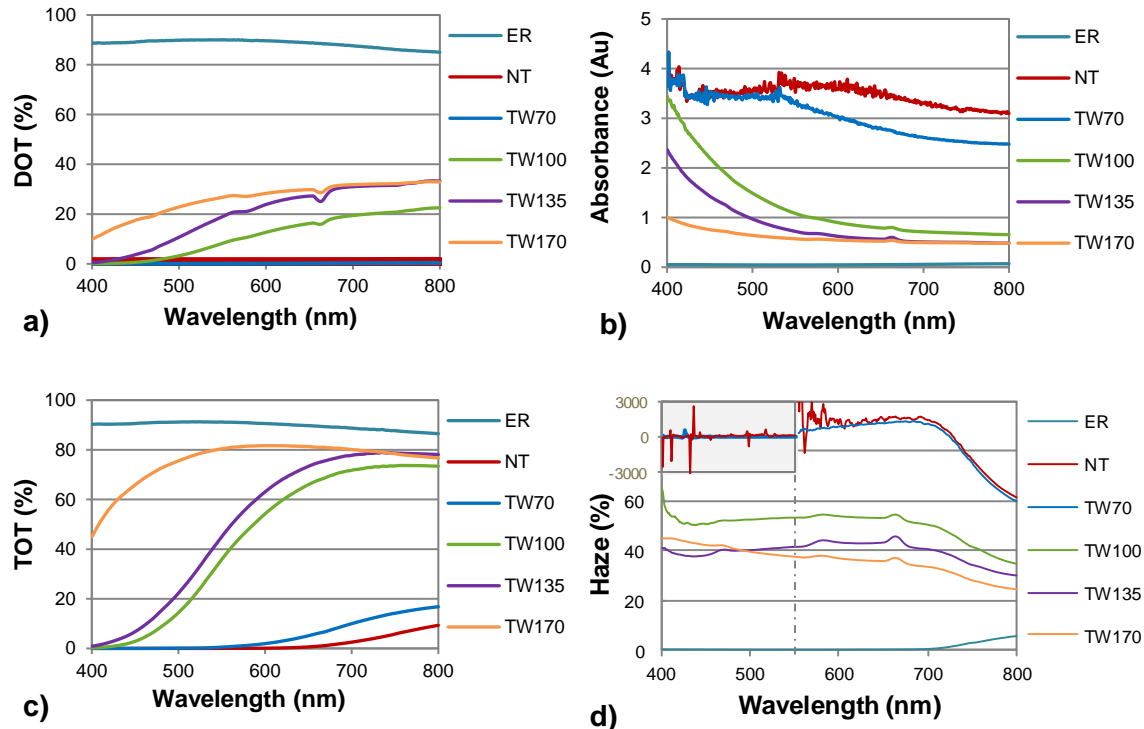 100
80
60
40
20
0
400 500 600 700 800
DOT (%)
Wavelength (nm)
ER
NT
TW70
TW100
TW135
TW170
a)
5
4
3
2
1
0
400 500 600 700 800
Absorbance (Au)
Wavelength (nm)
ER
NT
TW70
TW100
TW135
TW170
b)
100
80
60
40
20
0
400 500 600 700 800
TOT (%)
Wavelength (nm)
ER
NT
TW70
TW100
TW135
TW170
c)
3000
0
-3000
60
40
20
0
400 500 600 700 800
Haze (%)
Wavelength (nm)
ER
NT
TW70
TW100
TW135
TW170
d)